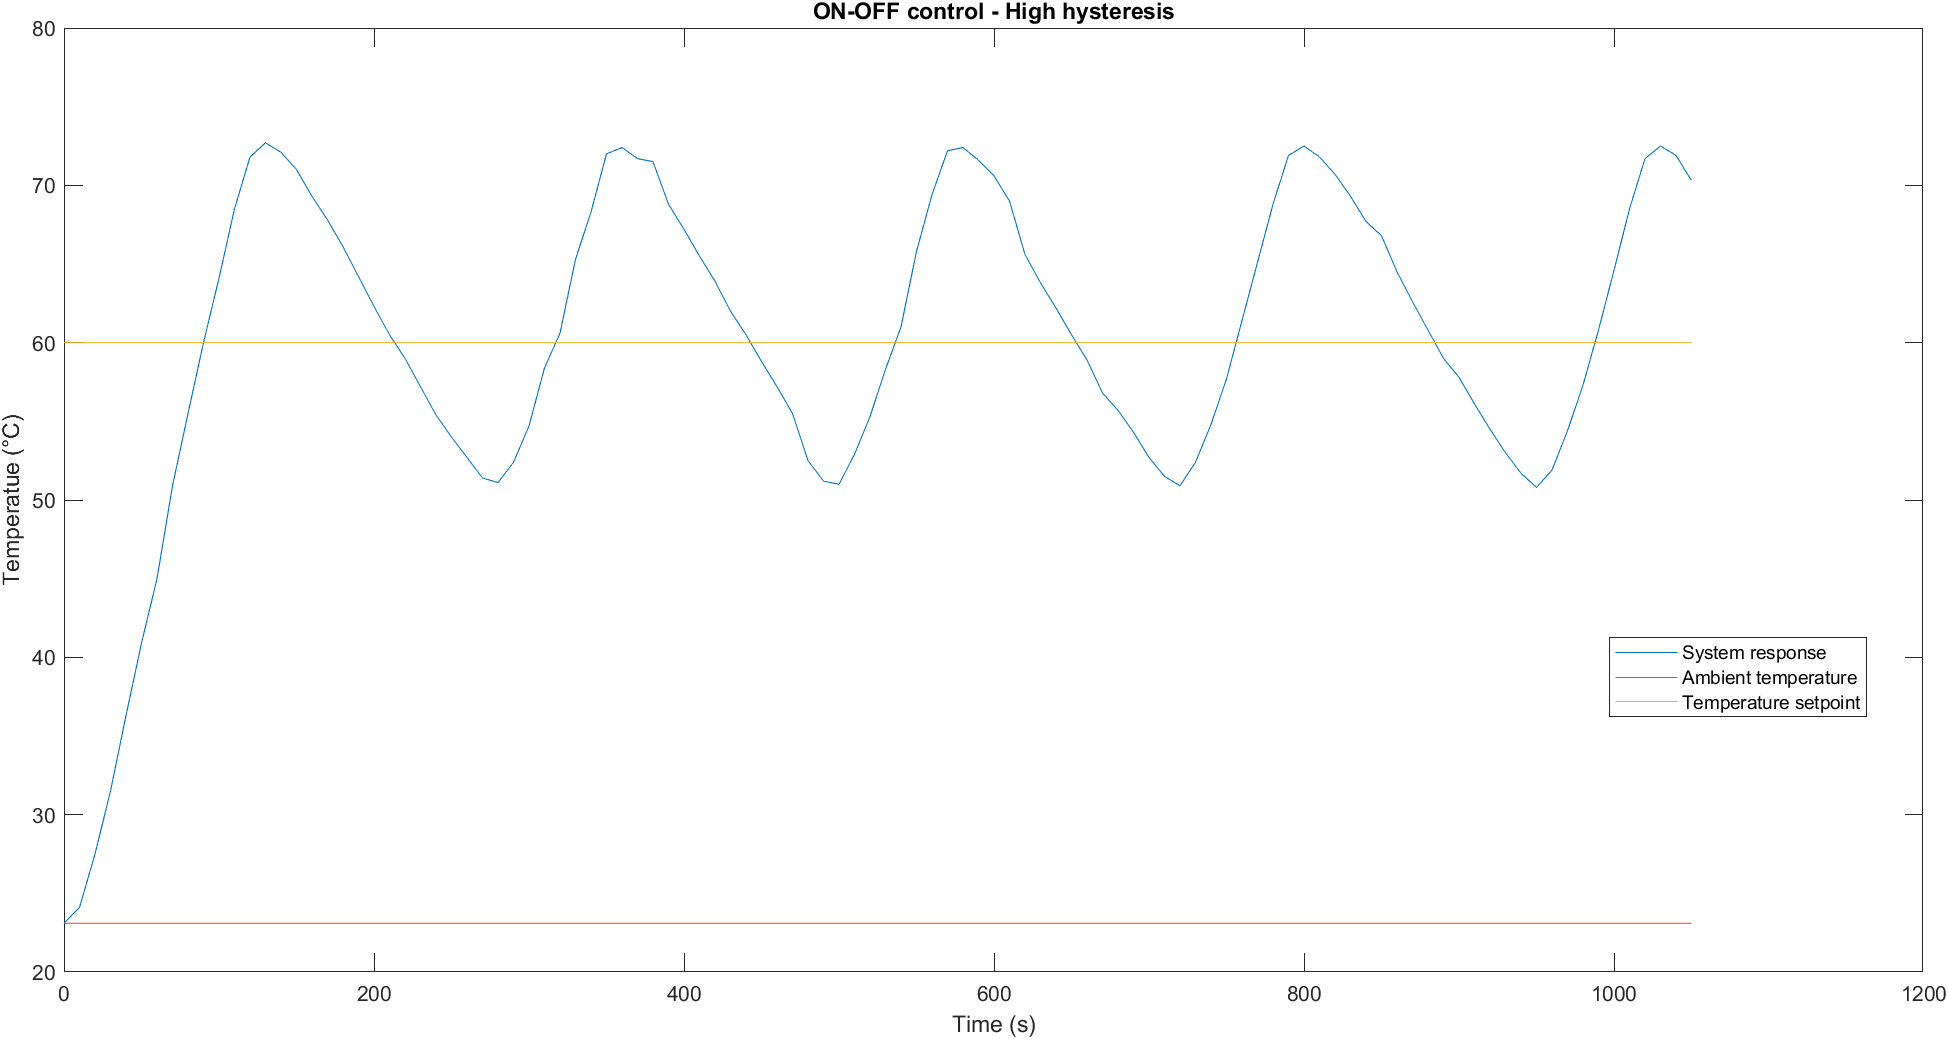 ON-OFF control - High hysteresis
80
70
60
50
40
30
20
Temperatue (°C)
0 200 400 600 800 1000 1200
Time (s)
System response
Ambient temperature
Temperature setpoint